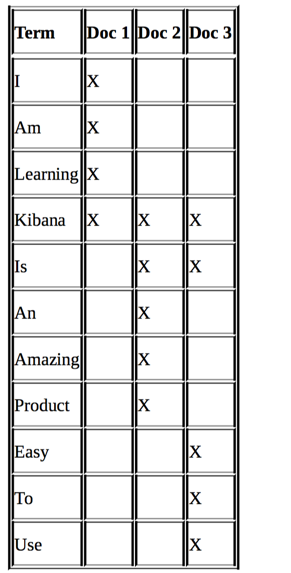 Term Doc 1 Doc 2 Doc 3
I X
Am X
Learning X
Kibana X X X
Is X X
An X
Amazing X
Product X
Easy X
To X
Use X